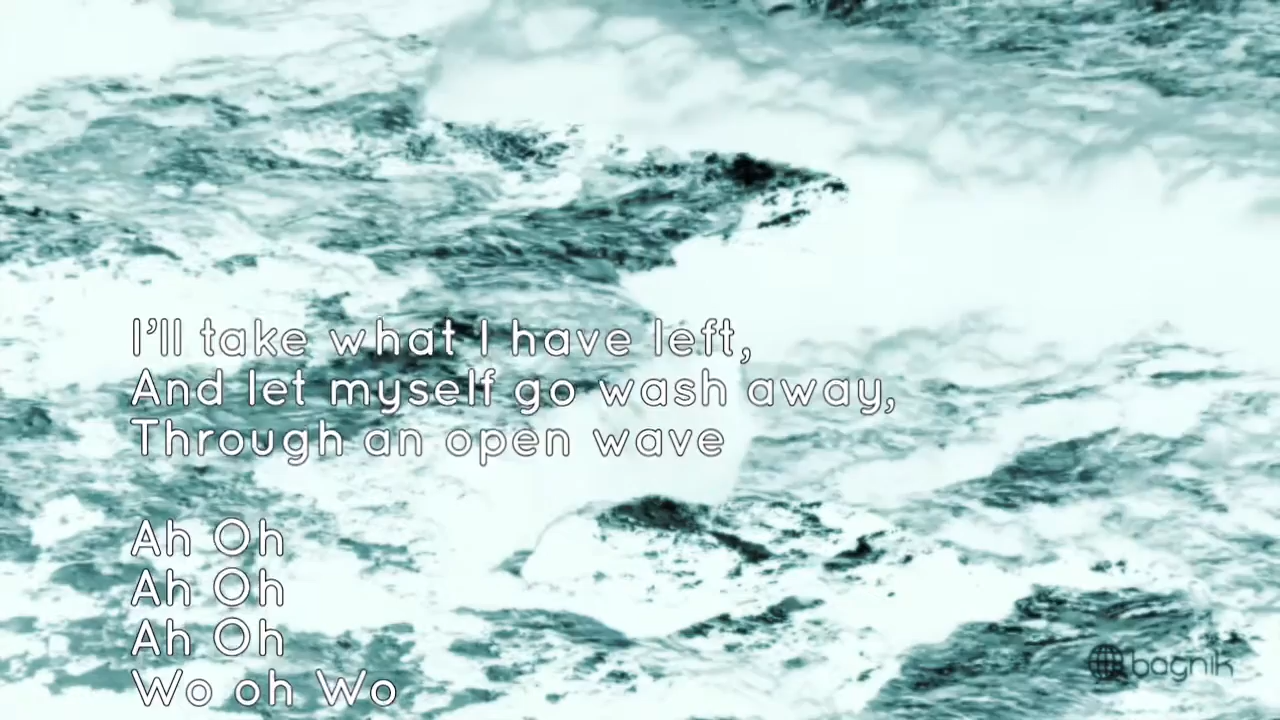 I'll take what I have left,
And let myself go wash away,
Through an open wave
Ah Oh
Ah Oh
Ah Oh
Wo oh Wo
bagnik